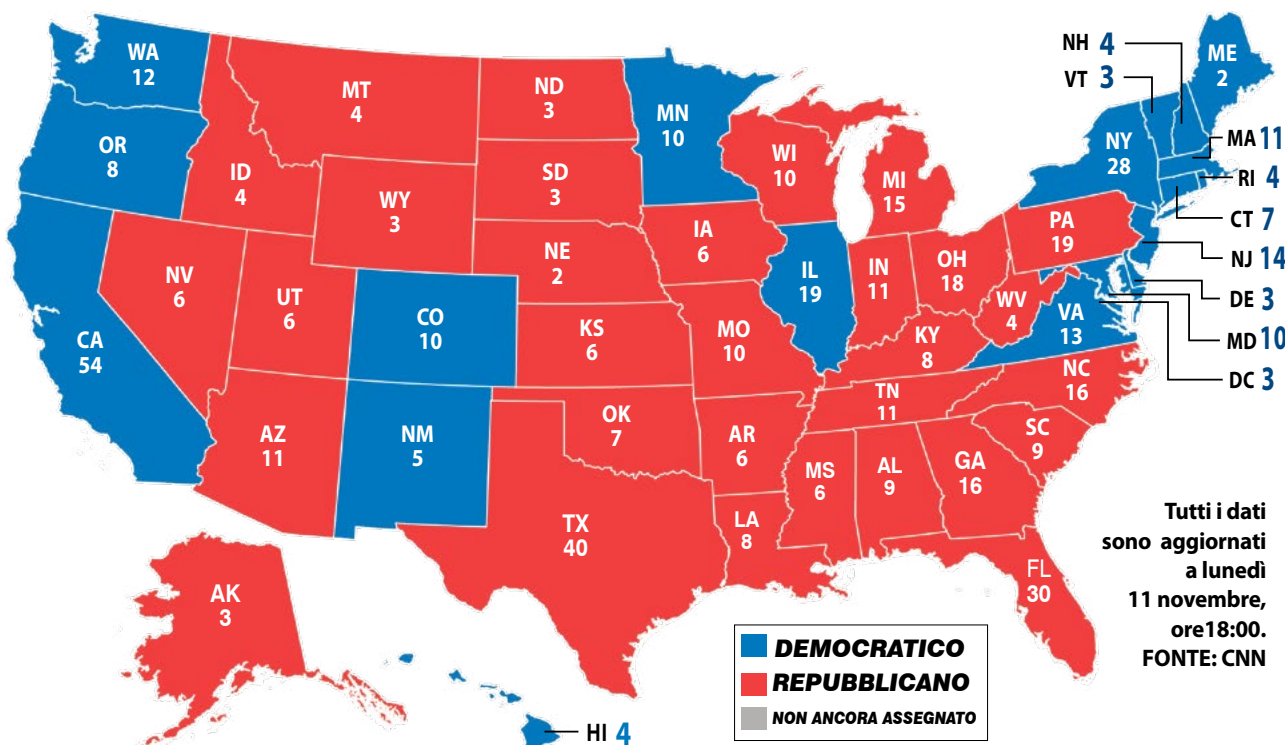 WA
12
OR
8
CA
54
ID
4
NV
6
MT
4
WY
3
UT
6
AZ
11
CO
10
NM
5
ND
3
SD
3
NE
2
KS
6
OK
7
TX
40
MN
10
IA
6
MO
10
AR
6
LA
8
WI
10
IL
19
MI
15
IN
11
OH
18
KY
8
TN
11
MS
6
AL
9
GA
16
FL
30
SC
9
NC
16
WV
4
VA
13
PA
19
NY
28
ME
2
NH 4
VT 3
MA 11
RI 4
CT 7
NJ 14
DE 3
MD 10
DC 3
AK
3
HI 4
DEMOCRATICO
REPUBBLICANO
NON ANCORA ASSEGNATO
Tutti i dati
sono aggiornati
a lunedì
11 novembre,
ore18:00.
FONTE: CNN